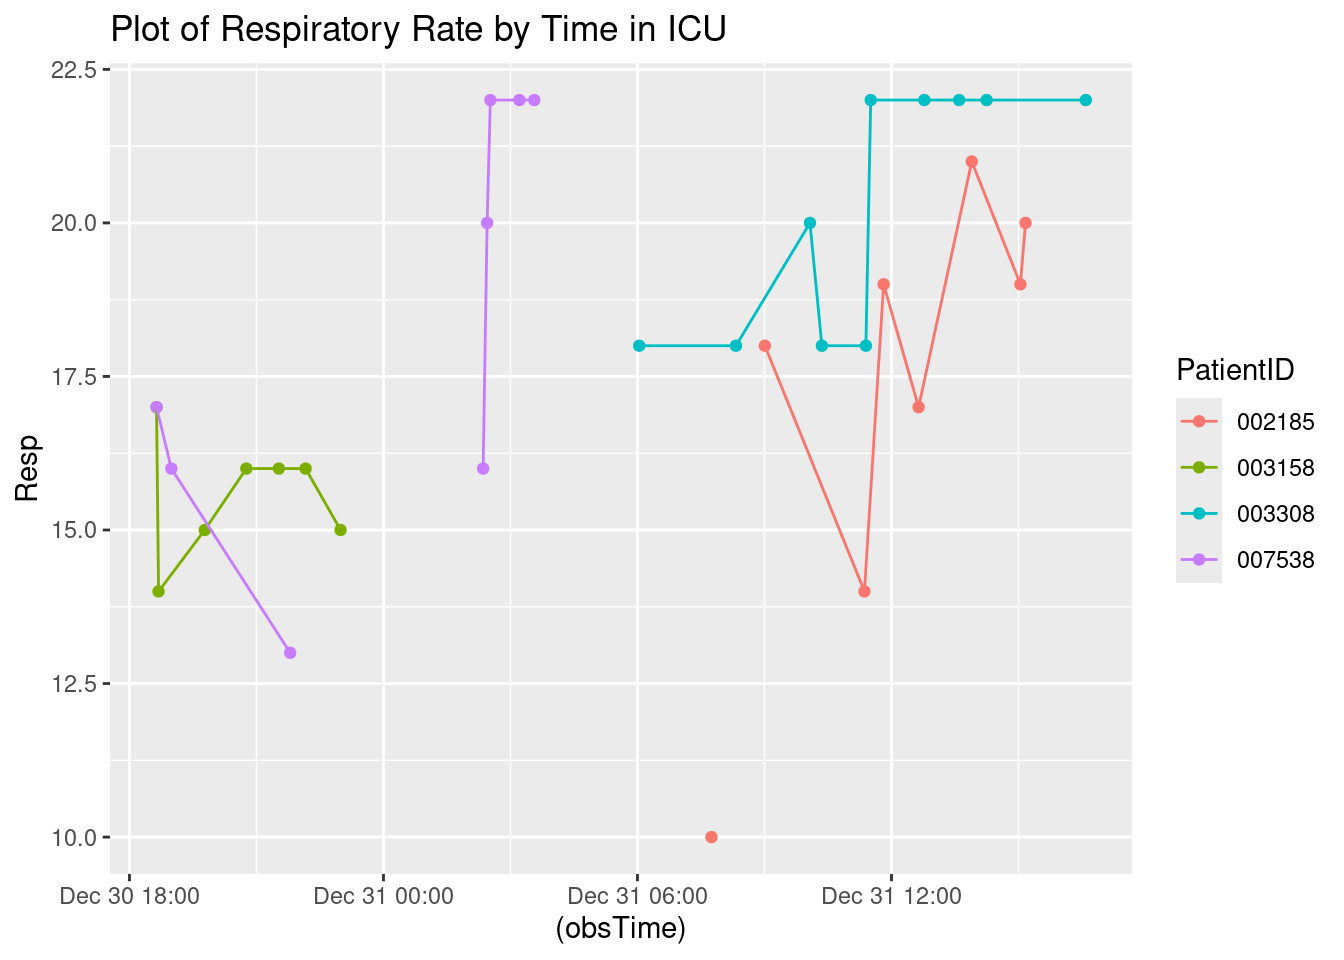 Plot of Respiratory Rate by Time in ICU
22.5
20.0
17.5
15.0
12.5
10.0
Resp
Dec 30 18:00 Dec 31 00:00 Dec 31 06:00 Dec 31 12:00
(obsTime)
PatientID
002185
003158
003308
007538